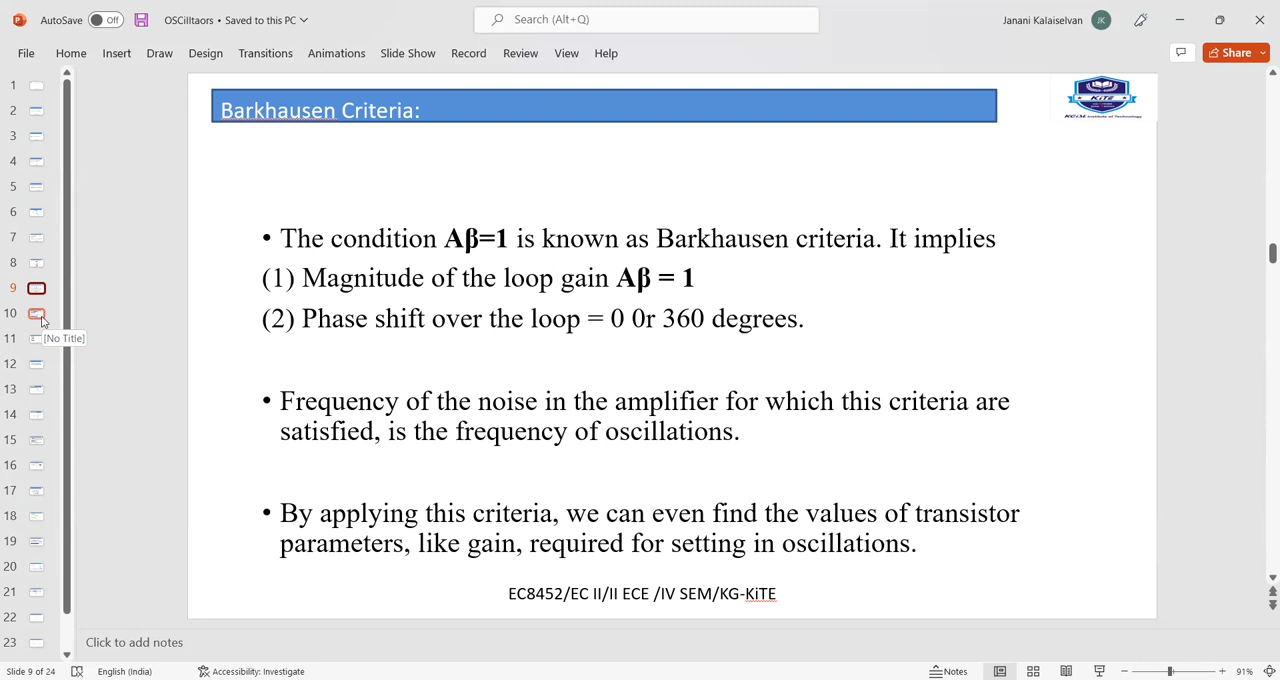 AutoSave Off OSCilltaors • Saved to this PC Search (Alt+Q) Janani Kalaiselvan JK
File Home Insert Draw Design Transitions Animations Slide Show Record Review View Help Share
1
2
3
4
5
6
7
8
9
10
[No Title]
11
12
13
14
15
16
17
18
19
20
21
22
23
Barkhausen Criteria:
KiTE
KGiSL Institute of Technology
• The condition Aβ=1 is known as Barkhausen criteria. It implies
(1) Magnitude of the loop gain Aβ = 1
(2) Phase shift over the loop = 0 0r 360 degrees.
• Frequency of the noise in the amplifier for which this criteria are
satisfied, is the frequency of oscillations.
• By applying this criteria, we can even find the values of transistor
parameters, like gain, required for setting in oscillations.
EC8452/EC II/II ECE /IV SEM/KG-KiTE
Click to add notes
Slide 9 of 24 English (India) Accessibility: Investigate Notes 91%